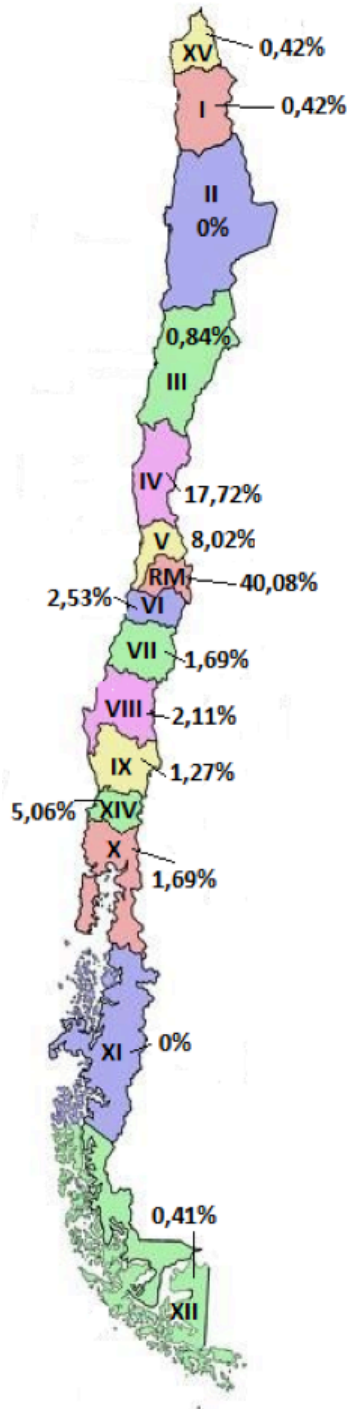 XV
0,42%
I
0,42%
II
0%
0,84%
III
IV
17,72%
V
8,02%
RM
40,08%
2,53%
VI
VII
1,69%
VIII
2,11%
IX
1,27%
5,06%
XIV
X
1,69%
XI
0%
0,41%
XII